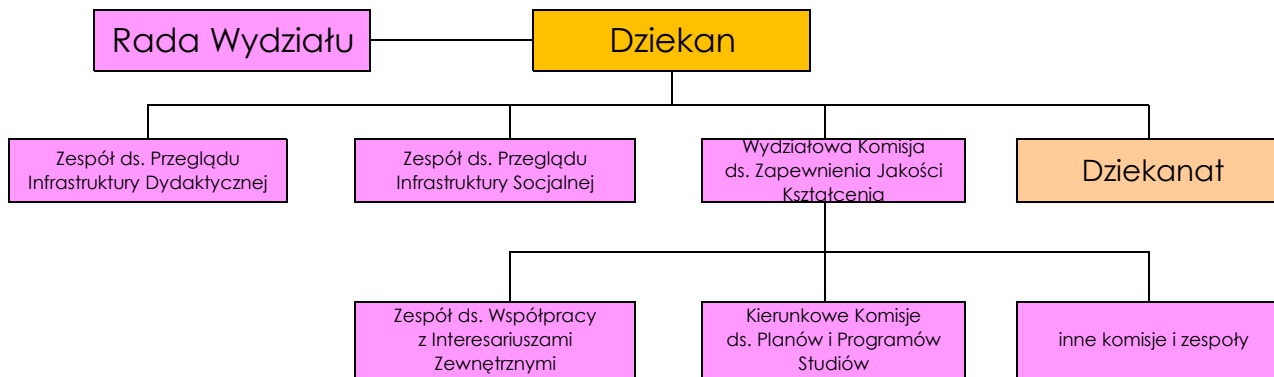 Rada Wydziału
Dziekan
Zespół ds. Przeglądu
Infrastruktury Dydaktycznej
Zespół ds. Przeglądu
Infrastruktury Socjalnej
Wydziałowa Komisja
ds. Zapewnienia Jakości
Kształcenia
Dziekanat
Zespół ds. Współpracy
z Interesariuszami
Zewnętrznymi
Kierunkowe Komisje
ds. Planów i Programów
Studiów
inne komisje i zespoły